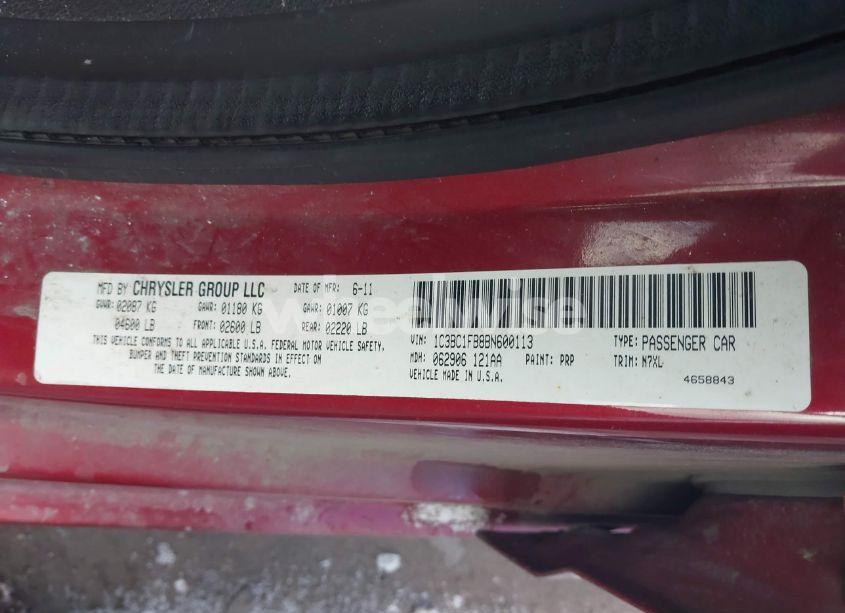 MFD BY CHRYSLER GROUP LLC DATE OF MFR: 6-11
GVWR: 02087 KG GAWR: 01180 KG GAWR: 01007 KG
04600 LB FRONT: 02600 LB REAR: 02220 LB
THIS VEHICLE CONFORMS TO ALL APPLICABLE U.S.A. FEDERAL MOTOR VEHICLE SAFETY,
BUMPER AND THEFT PREVENTION STANDARDS IN EFFECT ON
THE DATE OF MANUFACTURE SHOWN ABOVE.
VIN: 1C3BC1FB8BN600113 TYPE: PASSENGER CAR
MDH: 062906 121AA PAINT: PRP TRIM: N7XL
VEHICLE MADE IN U.S.A. 4658843
wheelwise